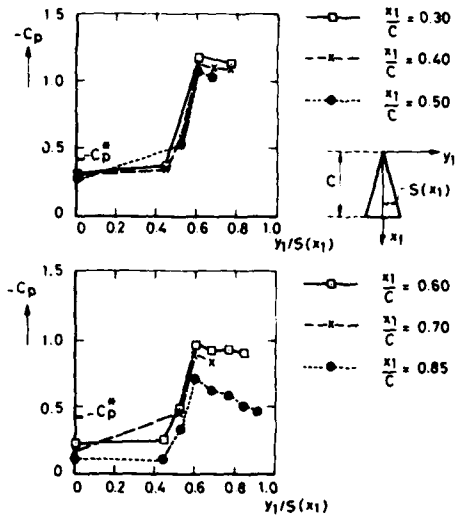 -Cp
1.5
1.0
0.5
-Cp*
0
0 0.2 0.4 0.6 0.8 1.0
y1/S(x1)
x1/C = 0.30
x1/C = 0.40
x1/C = 0.50
C
y1
S(x1)
x1
-Cp
1.5
1.0
0.5
-Cp*
0
0 0.2 0.4 0.6 0.8 1.0
y1/S(x1)
x1/C = 0.60
x1/C = 0.70
x1/C = 0.85